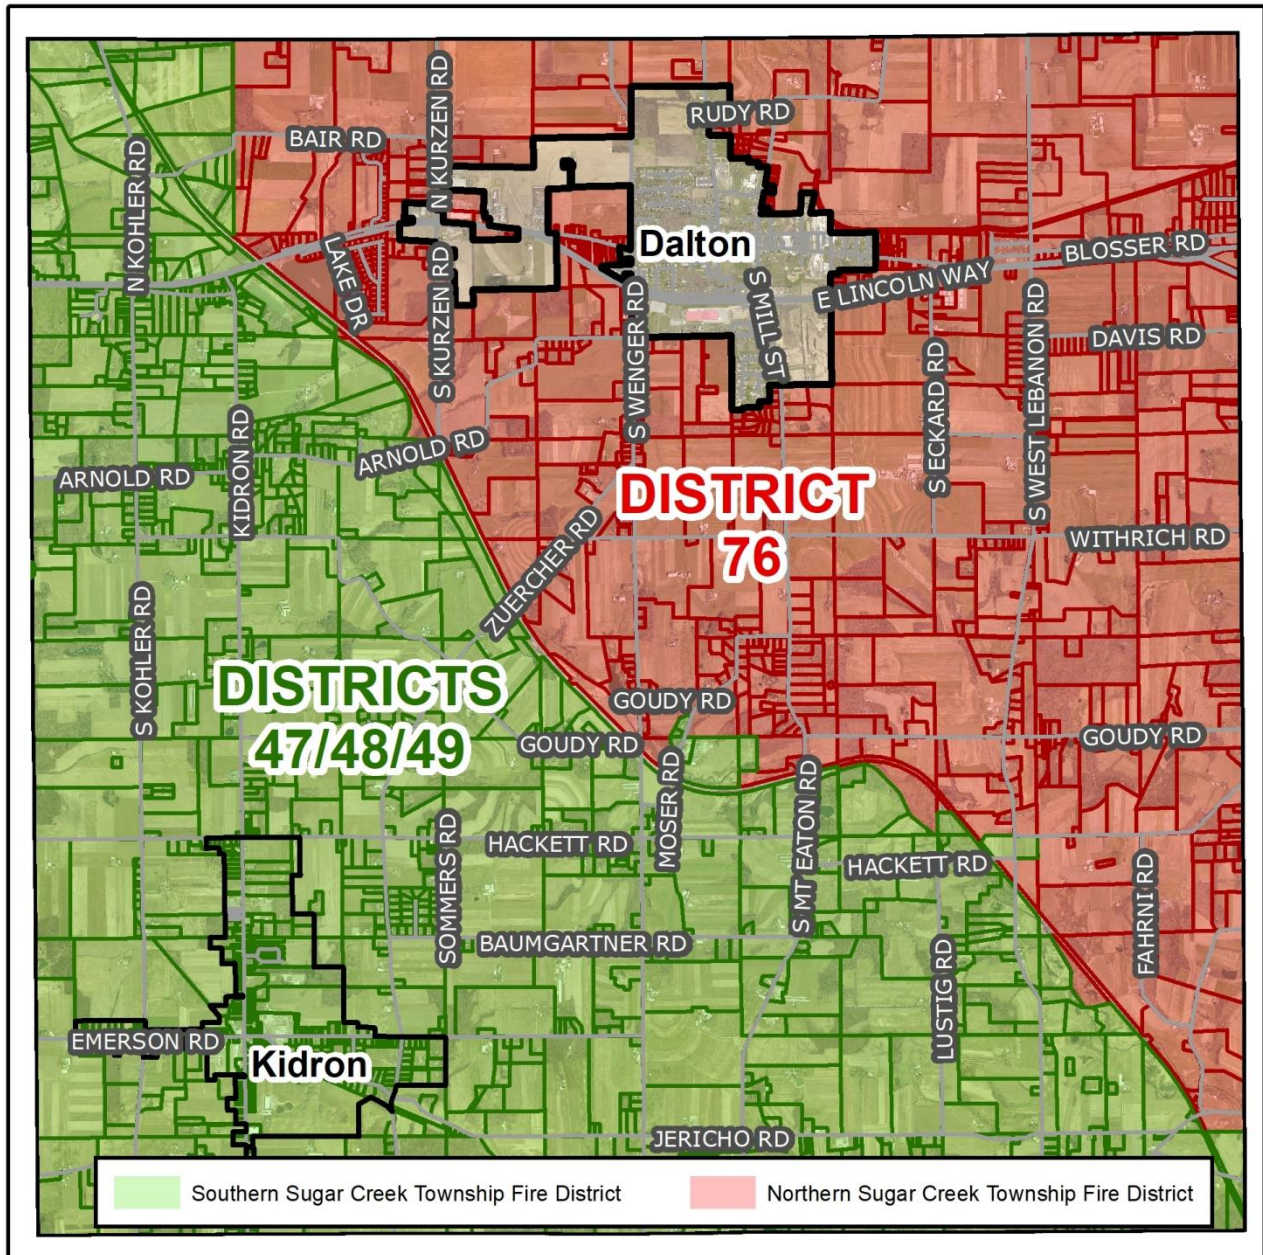 RUDY RD
BAIR RD
N KURZEN RD
N KOHLER RD
Dalton
BLOSSER RD
LAKE DR
S KURZEN RD
S WENGER RD
S MILL ST
E LINCOLN WAY
S WEST LEBANON RD
DAVIS RD
S ECKARD RD
KIDRON RD
ARNOLD RD
ARNOLD RD
DISTRICT
76
WITHRICH RD
ZUERCHER RD
S KOHLER RD
DISTRICTS
47/48/49
GOUDY RD
GOUDY RD
GOUDY RD
MOSER RD
S MT EATON RD
SOMMERS RD
HACKETT RD
HACKETT RD
FAHRNI RD
BAUMGARTNER RD
LUSTIG RD
EMERSON RD
Kidron
JERICHO RD
Southern Sugar Creek Township Fire District
Northern Sugar Creek Township Fire District